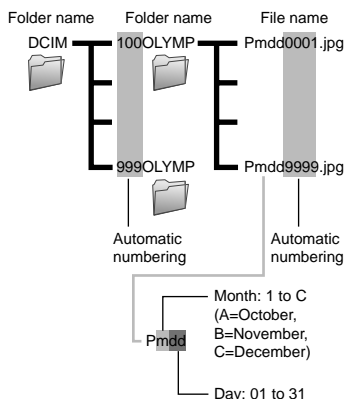 Folder name Folder name File name
DCIM 100OLYMP Pmdd0001.jpg
999OLYMP Pmdd9999.jpg
Automatic numbering
Automatic numbering
Month: 1 to C
(A=October,
B=November,
C=December)
Pmdd
Day: 01 to 31